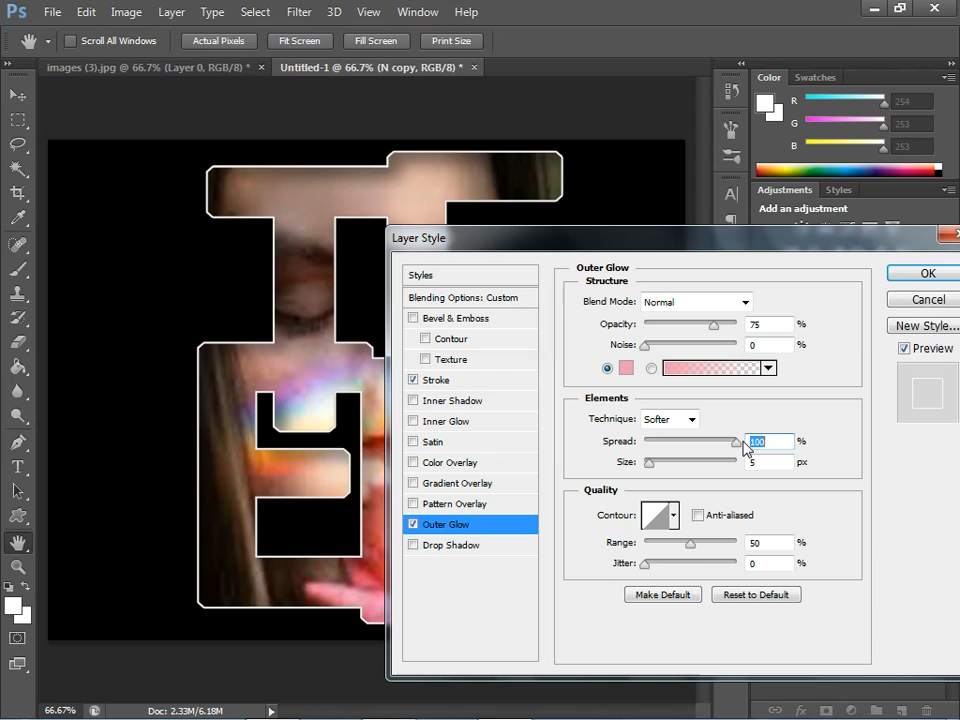 Ps File Edit Image Layer Type Select Filter 3D View Window Help
Scroll All Windows Actual Pixels Fit Screen Fill Screen Print Size
images (3).jpg @ 66.7% (Layer 0, RGB/8) * × Untitled-1 @ 66.7% (N copy, RGB/8) * ×
Color Swatches
R 254
G 253
B 253
Adjustments Styles
Add an adjustment
Layer Style
Styles
Blending Options: Custom
Bevel & Emboss
Contour
Texture
Stroke
Inner Shadow
Inner Glow
Satin
Color Overlay
Gradient Overlay
Pattern Overlay
Outer Glow
Drop Shadow
Outer Glow
Structure
Blend Mode: Normal
Opacity: 75 %
Noise: 0 %
Elements
Technique: Softer
Spread: 100 %
Size: 5 px
Quality
Contour: Anti-aliased
Range: 50 %
Jitter: 0 %
Make Default Reset to Default
OK
Cancel
New Style...
Preview
66.67% Doc: 2.33M/6.18M